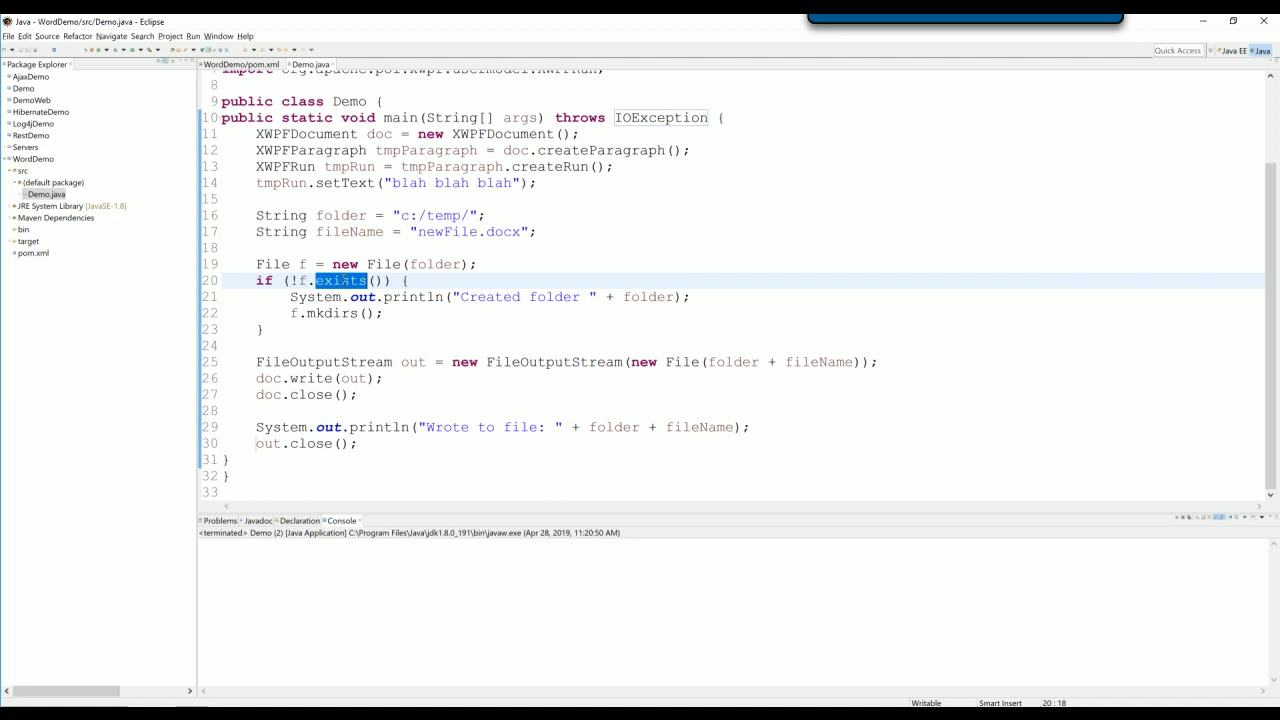 Java - WordDemo/src/Demo.java - Eclipse
File Edit Source Refactor Navigate Search Project Run Window Help
Quick Access
Java EE
Java
Package Explorer
AjaxDemo
Demo
DemoWeb
HibernateDemo
Log4jDemo
RestDemo
Servers
WordDemo
src
(default package)
Demo.java
JRE System Library [JavaSE-1.8]
Maven Dependencies
bin
target
pom.xml
WordDemo/pom.xml
Demo.java
import org.apache.poi.xwpf.usermodel.XWPFRun;
8
9 public class Demo {
10 public static void main(String[] args) throws IOException {
11 XWPFDocument doc = new XWPFDocument();
12 XWPFParagraph tmpParagraph = doc.createParagraph();
13 XWPFRun tmpRun = tmpParagraph.createRun();
14 tmpRun.setText("blah blah blah");
15
16 String folder = "c:/temp/";
17 String fileName = "newFile.docx";
18
19 File f = new File(folder);
20 if (!f.exists()) {
21 System.out.println("Created folder " + folder);
22 f.mkdirs();
23 }
24
25 FileOutputStream out = new FileOutputStream(new File(folder + fileName));
26 doc.write(out);
27 doc.close();
28
29 System.out.println("Wrote to file: " + folder + fileName);
30 out.close();
31 }
32 }
33
Problems Javadoc Declaration Console
<terminated> Demo (2) [Java Application] C:\Program Files\Java\jdk1.8.0_191\bin\javaw.exe (Apr 28, 2019, 11:20:50 AM)
Writable
Smart Insert
20 : 18